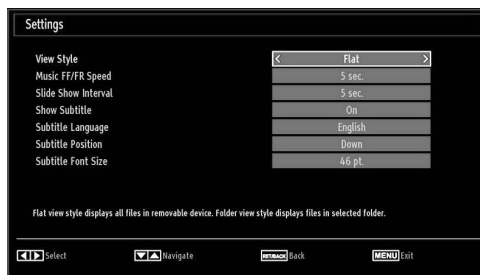 Settings
View Style < Flat >
Music FF/FR Speed 5 sec.
Slide Show Interval 5 sec.
Show Subtitle On
Subtitle Language English
Subtitle Position Down
Subtitle Font Size 46 pt.
Flat view style displays all files in removable device. Folder view style displays files in selected folder.
Select Navigate RET/BACK Back MENU Exit